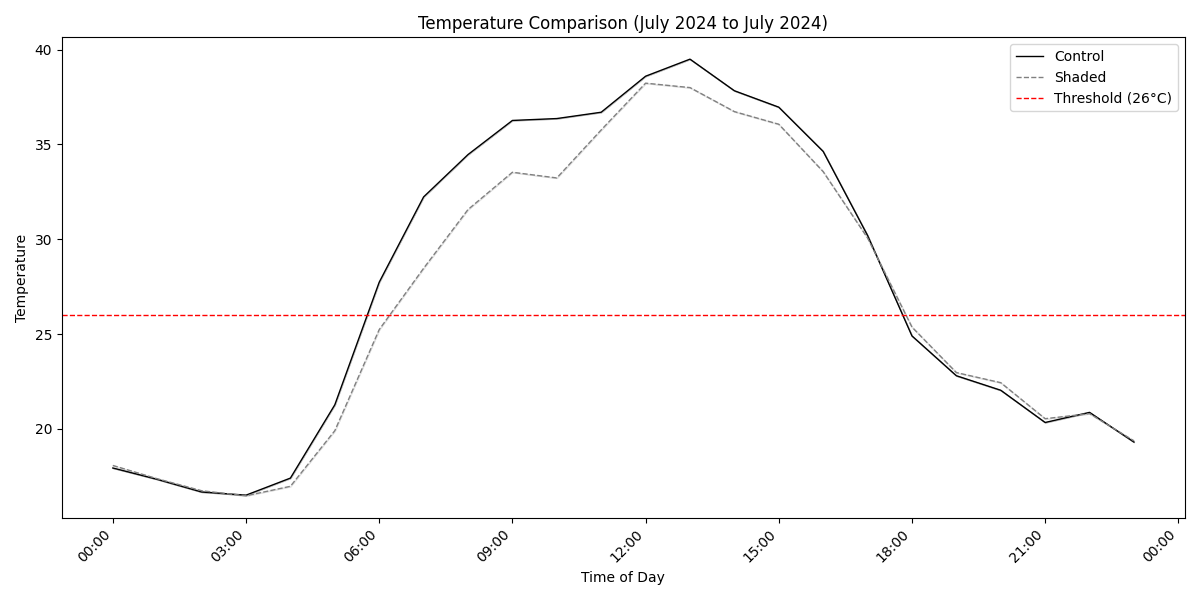 Temperature Comparison (July 2024 to July 2024)
Control
Shaded
Threshold (26°C)
Temperature
40
35
30
25
20
00:00
03:00
06:00
09:00
12:00
15:00
18:00
21:00
00:00
Time of Day